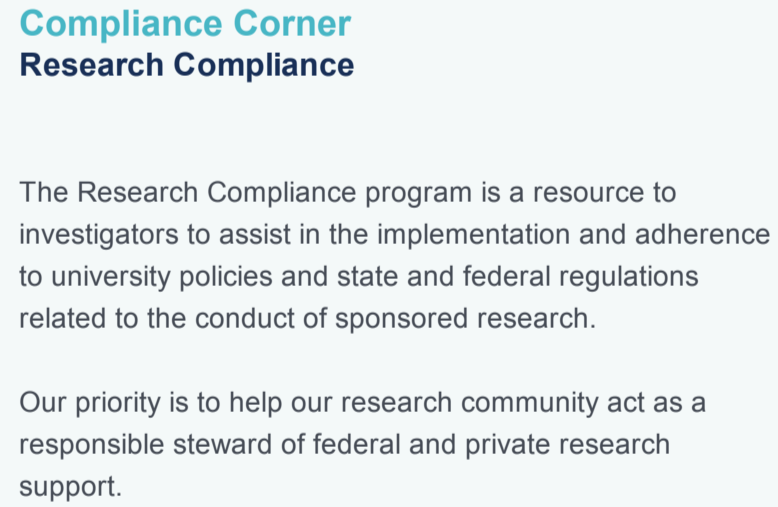 Compliance Corner
Research Compliance
The Research Compliance program is a resource to
investigators to assist in the implementation and adherence
to university policies and state and federal regulations
related to the conduct of sponsored research.
Our priority is to help our research community act as a
responsible steward of federal and private research
support.